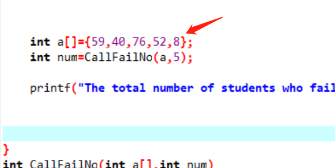 int a[]={59,40,76,52,8};
int num=CallFailNo(a,5);
printf("The total number of students who fail
}
int CallFailNo(int a[],int num)